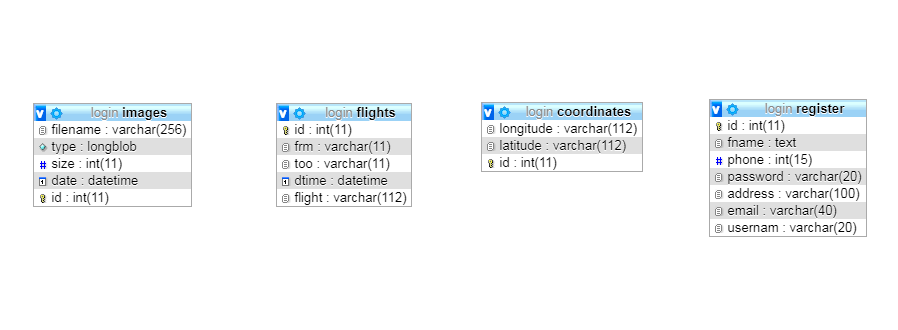 login images
filename : varchar(256)
type : longblob
size : int(11)
date : datetime
id : int(11)
login flights
id : int(11)
frm : varchar(11)
too : varchar(11)
dtime : datetime
flight : varchar(112)
login coordinates
longitude : varchar(112)
latitude : varchar(112)
id : int(11)
login register
id : int(11)
fname : text
phone : int(15)
password : varchar(20)
address : varchar(100)
email : varchar(40)
usernam : varchar(20)